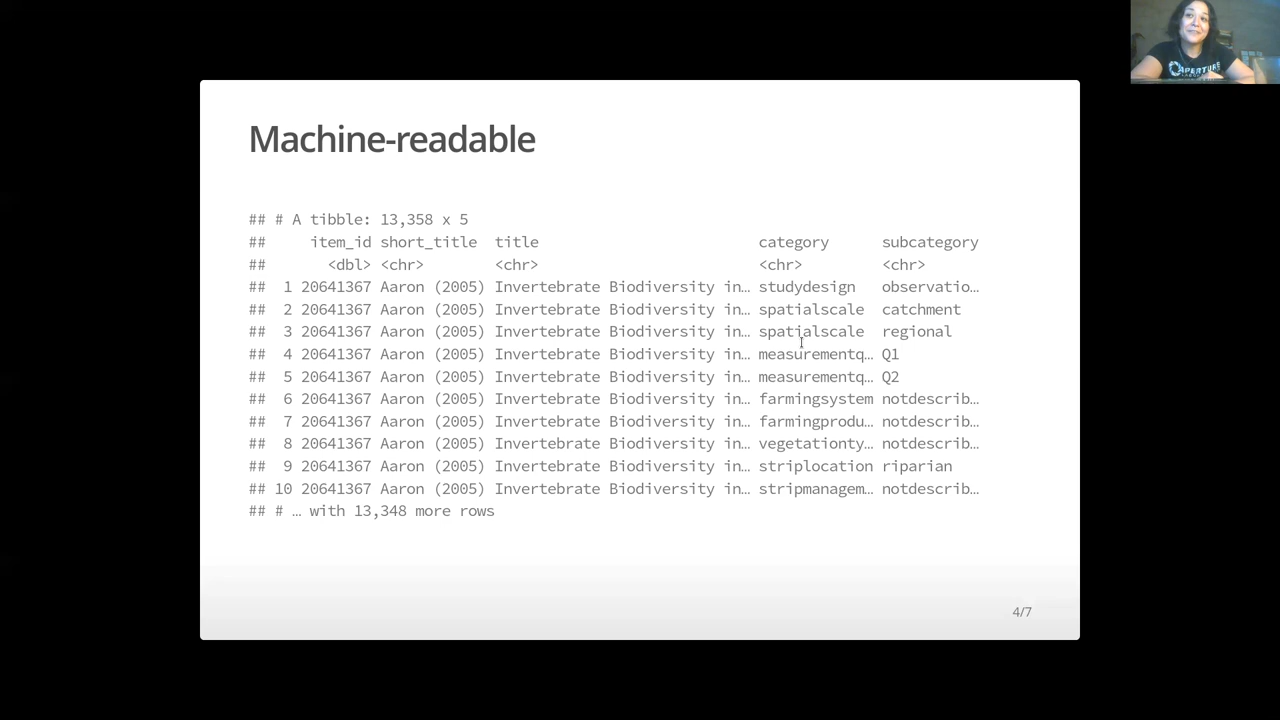 Machine-readable
## # A tibble: 13,358 x 5
## item_id short_title title category subcategory
## <dbl> <chr> <chr> <chr> <chr>
## 1 20641367 Aaron (2005) Invertebrate Biodiversity in… studydesign observatio…
## 2 20641367 Aaron (2005) Invertebrate Biodiversity in… spatialscale catchment
## 3 20641367 Aaron (2005) Invertebrate Biodiversity in… spatialscale regional
## 4 20641367 Aaron (2005) Invertebrate Biodiversity in… measurementq… Q1
## 5 20641367 Aaron (2005) Invertebrate Biodiversity in… measurementq… Q2
## 6 20641367 Aaron (2005) Invertebrate Biodiversity in… farmingsystem notdescrib…
## 7 20641367 Aaron (2005) Invertebrate Biodiversity in… farmingprodu… notdescrib…
## 8 20641367 Aaron (2005) Invertebrate Biodiversity in… vegetationty… notdescrib…
## 9 20641367 Aaron (2005) Invertebrate Biodiversity in… striplocation riparian
## 10 20641367 Aaron (2005) Invertebrate Biodiversity in… stripmanagem… notdescrib…
## # … with 13,348 more rows
4/7
APERTURE